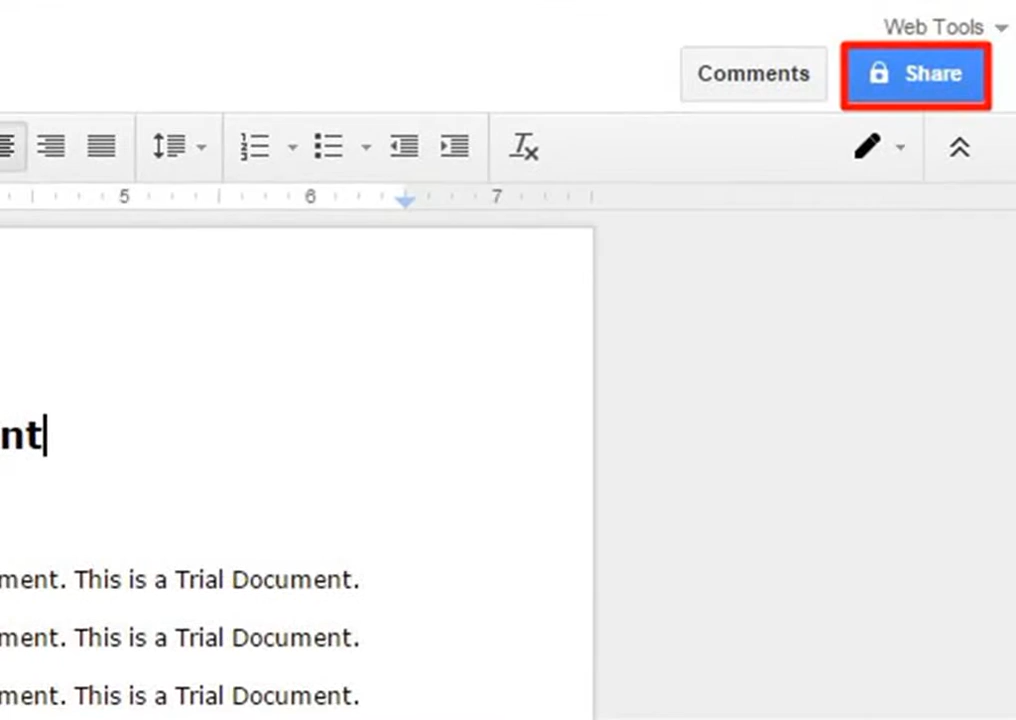 Web Tools
Comments
Share
5 6 7
nt
ment. This is a Trial Document.
ment. This is a Trial Document.
ment. This is a Trial Document.